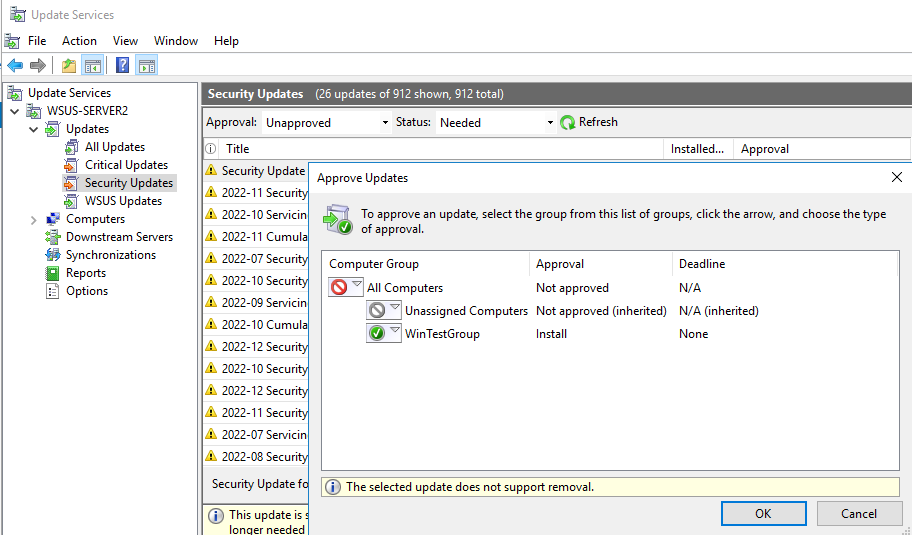 Update Services
File Action View Window Help
Update Services
WSUS-SERVER2
Updates
All Updates
Critical Updates
Security Updates
WSUS Updates
Computers
Downstream Servers
Synchronizations
Reports
Options
Security Updates (26 updates of 912 shown, 912 total)
Approval: Unapproved Status: Needed Refresh
Title Installed... Approval
Security Update
2022-11 Security
2022-10 Servicin
2022-11 Cumula
2022-07 Security
2022-10 Security
2022-09 Servicin
2022-10 Cumula
2022-12 Security
2022-10 Security
2022-12 Security
2022-11 Security
2022-07 Servicin
2022-08 Security
Security Update fo
This update is s
longer needed
Approve Updates
To approve an update, select the group from this list of groups, click the arrow, and choose the type
of approval.
Computer Group Approval Deadline
All Computers Not approved N/A
Unassigned Computers Not approved (inherited) N/A (inherited)
WinTestGroup Install None
The selected update does not support removal.
OK Cancel